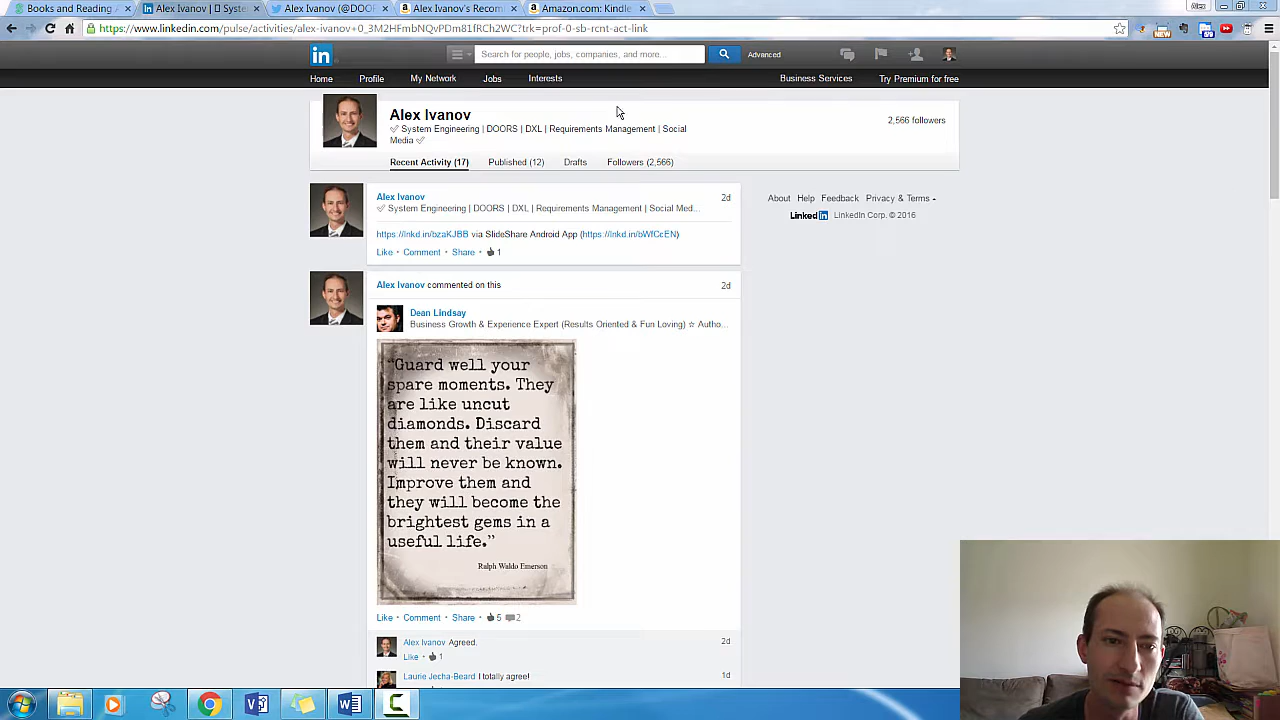 Books and Reading
Alex Ivanov | Syste
Alex Ivanov (@DOOR
Alex's Recom
Amazon.com: Kindle
Alex
https://www.linkedin.com/pulse/activities/alex-ivanov+0_3M2HFmbNQvPDm81fRCh2WC?trk=prof-0-sb-rcnt-act-link
in
Search for people, jobs, companies, and more...
Advanced
Home Profile My Network Jobs Interests Business Services Try Premium for free
Alex Ivanov
System Engineering | DOORS | DXL | Requirements Management | Social
Media
2,566 followers
Recent Activity (17) Published (12) Drafts Followers (2,566)
Alex Ivanov 2d
System Engineering | DOORS | DXL | Requirements Management | Social Med...
https://lnkd.in/bzaKJBB via SlideShare Android App (https://lnkd.in/bWfCcEN)
Like • Comment • Share • 1
About Help Feedback Privacy & Terms
LinkedIn LinkedIn Corp. © 2016
Alex Ivanov commented on this 2d
Dean Lindsay
Business Growth & Experience Expert (Results Oriented & Fun Loving) ☆ Autho...
“Guard well your
spare moments. They
are like uncut
diamonds. Discard
them and their value
will never be known.
Improve them and
they will become the
brightest gems in a
useful life.”
Ralph Waldo Emerson
Like • Comment • Share • 5 2
Alex Ivanov Agreed. 2d
Like • 1
Laurie Jecha-Beard I totally agree! 1d